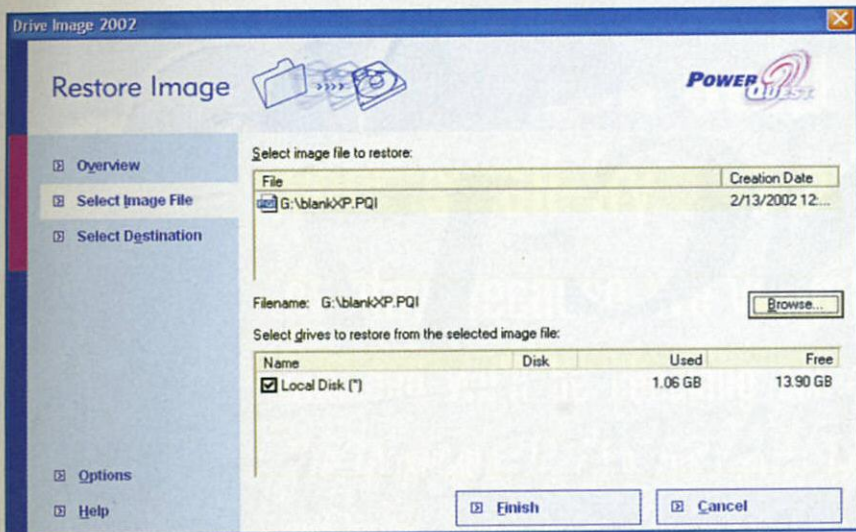 Drive Image 2002
Restore Image
POWERQUEST
Overview
Select Image File
Select Destination
Options
Help
Select image file to restore:
File Creation Date
G:\blankXP.PQI 2/13/2002 12:...
Filename: G:\blankXP.PQI Browse...
Select drives to restore from the selected image file:
Name Disk Used Free
Local Disk (*) 1.06 GB 13.90 GB
Finish Cancel